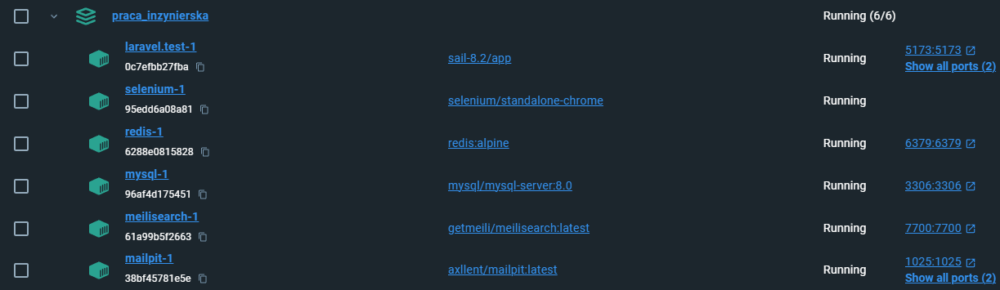 praca_inzynierska Running (6/6)
laravel.test-1
0c7efbb27fba
sail-8.2/app Running 5173:5173
Show all ports (2)
selenium-1
95edd6a08a81
selenium/standalone-chrome Running
redis-1
6288e0815828
redis:alpine Running 6379:6379
mysql-1
96af4d175451
mysql/mysql-server:8.0 Running 3306:3306
meilisearch-1
61a99b5f2663
getmeili/meilisearch:latest Running 7700:7700
mailpit-1
38bf45781e5e
axllent/mailpit:latest Running 1025:1025
Show all ports (2)